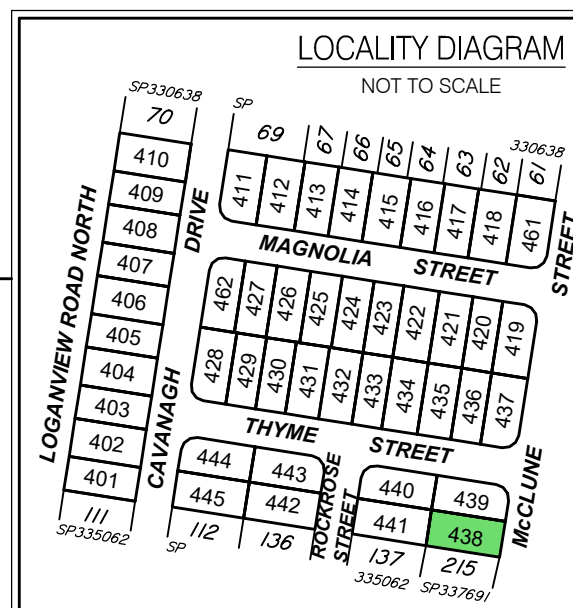 LOCALITY DIAGRAM
NOT TO SCALE
SP330638
70
410
409
408
407
406
405
404
403
402
401
111
SP335062
LOGANVIEW ROAD NORTH
CAVANAGH DRIVE
SP 330638
69 67 66 65 64 63 62 61
411 412 413 414 415 416 417 418 461
MAGNOLIA STREET
STREET
462 427 426 425 424 423 422 421 420 419
428 429 430 431 432 433 434 435 436 437
THYME STREET
McCLUNE
444 443
445 442
112 136
SP
ROCKROSE
STREET
440 439
441 438
137 215
335062 SP337691